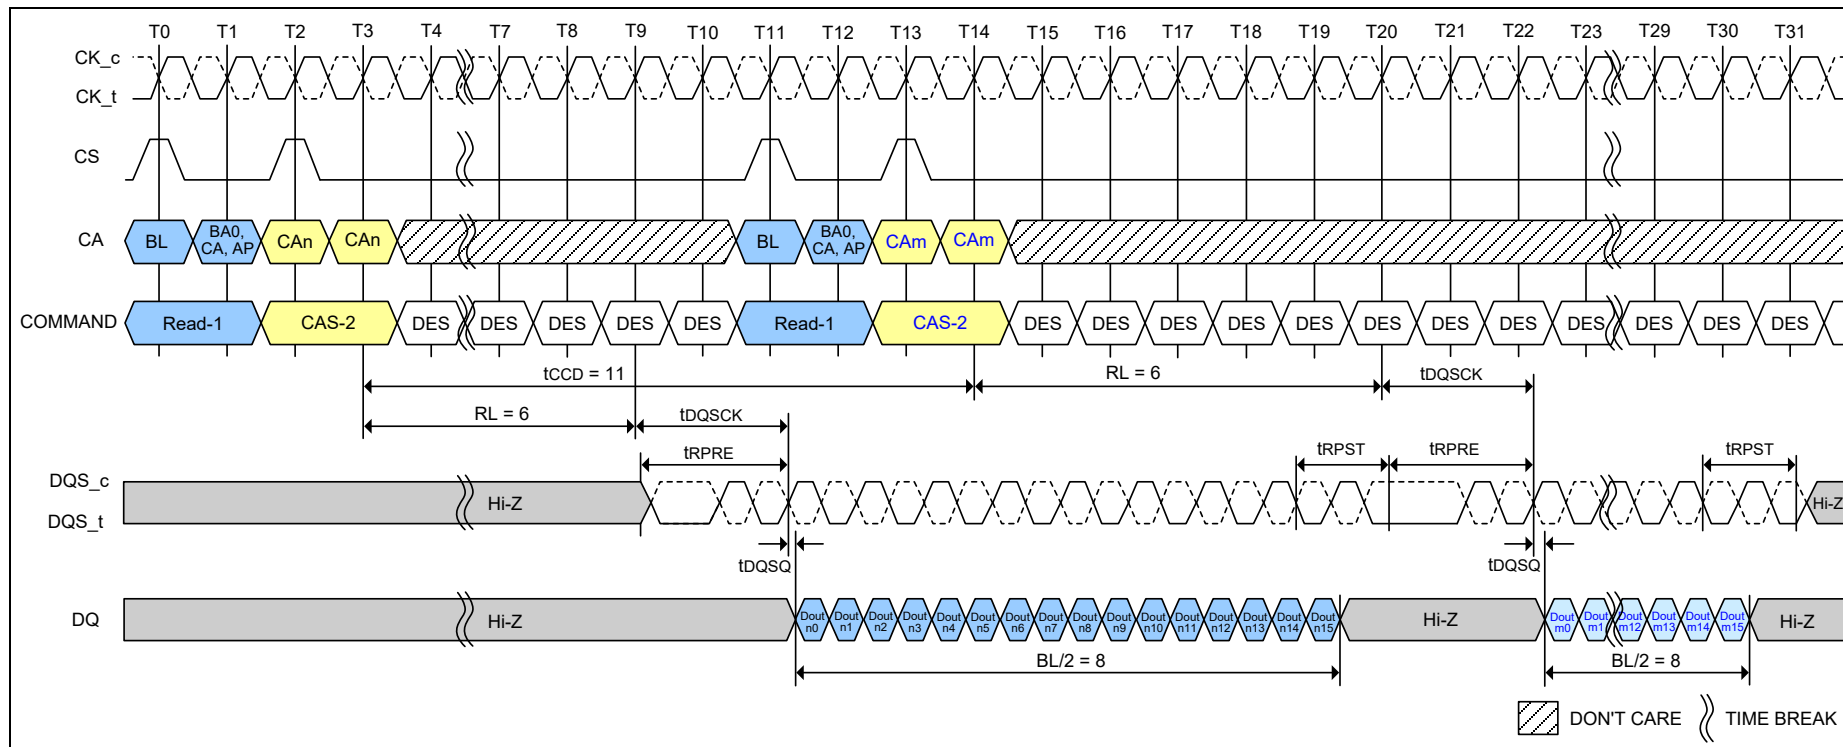 T0 T1 T2 T3 T4 T7 T8 T9 T10 T11 T12 T13 T14 T15 T16 T17 T18 T19 T20 T21 T22 T23 T29 T30 T31
CK_c
CK_t
CS
CA BL BA0, CA, AP CAn CAn BL BA0, CA, AP CAm CAm
COMMAND Read-1 CAS-2 DES DES DES DES DES Read-1 CAS-2 DES DES DES DES DES DES DES DES DES DES DES DES
tCCD = 11 RL = 6 tDQSCK
RL = 6 tDQSCK
tRPRE tRPST tRPRE tRPST
DQS_c
Hi-Z Hi-Z
DQS_t
tDQSQ tDQSQ
DQ Hi-Z Dout n0 Dout n1 Dout n2 Dout n3 Dout n4 Dout n5 Dout n6 Dout n7 Dout n8 Dout n9 Dout n10 Dout n11 Dout n12 Dout n13 Dout n14 Dout n15 Hi-Z Dout m0 Dout m1 Dout m12 Dout m13 Dout m14 Dout m15 Hi-Z
BL/2 = 8 BL/2 = 8
DON'T CARE TIME BREAK